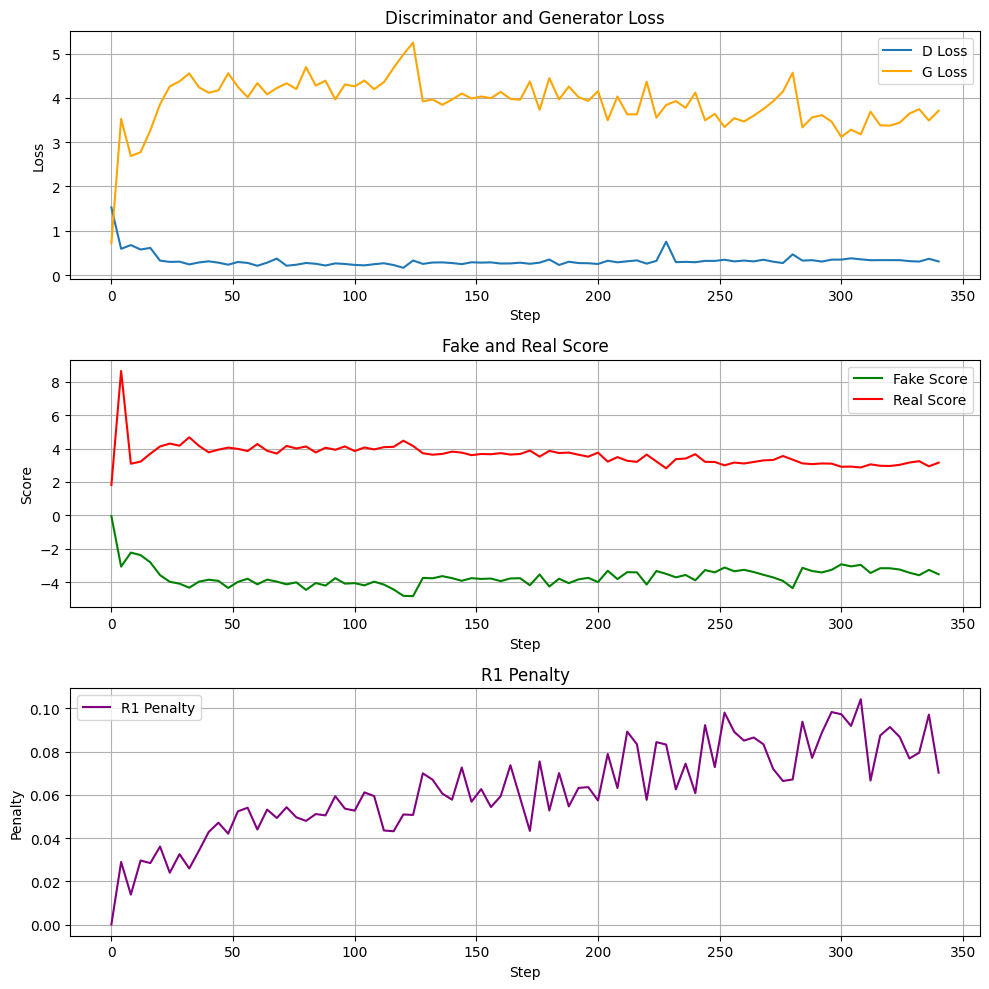 Discriminator and Generator Loss
D Loss
G Loss
5
4
3
2
1
0
Loss
0 50 100 150 200 250 300 350
Step
Fake and Real Score
Fake Score
Real Score
8
6
4
2
0
−2
−4
Score
0 50 100 150 200 250 300 350
Step
R1 Penalty
R1 Penalty
0.10
0.08
0.06
0.04
0.02
0.00
Penalty
0 50 100 150 200 250 300 350
Step